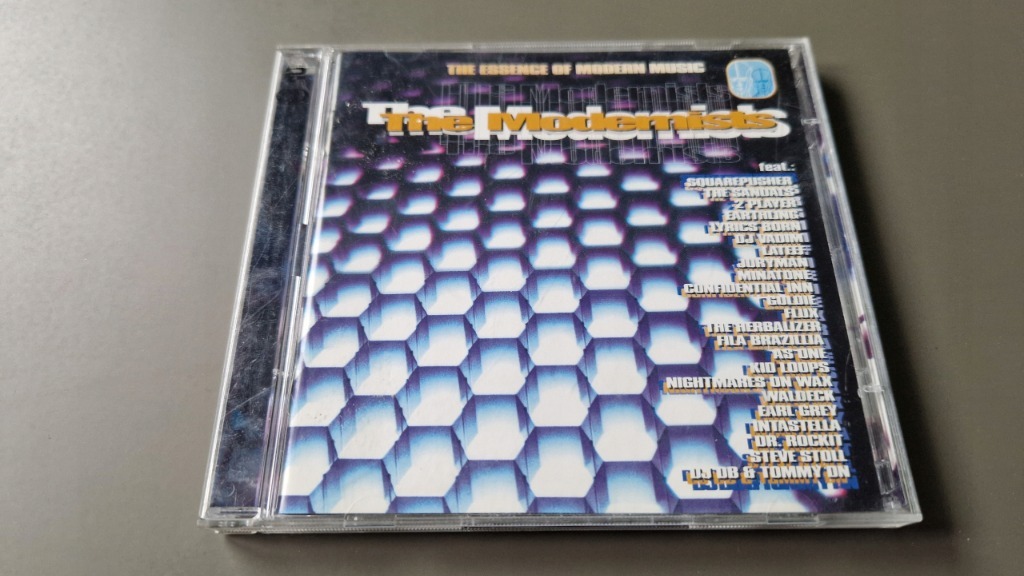 THE ESSENCE OF MODERN MUSIC
The Modernists
feat.:
SQUAREPUSHER
THE SANDALS
2 PLAYER
EARTHLING
LYRICS BORN
DJ VADIM
LATEEF
JURYMAN
MINATONE
CONFIDENTIAL INN
GOLDIE
FLUX
THE HERBALIZER
FILA BRAZILLIA
AS ONE
KID LOOPS
NIGHTMARES ON WAX
WALDECK
EARL GREY
INTASTELLA
DR. ROCKIT
STEVE STOLL
DJ DB & TOMMY ON